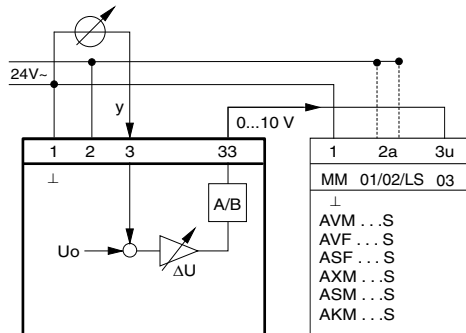 24V~
y
0...10 V
1 2 3 33
1 2a 3u
MM 01/02/LS 03
⊥
A/B
Uo
ΔU
⊥
AVM ...S
AVF ...S
ASF ...S
AXM ...S
ASM ...S
AKM ...S